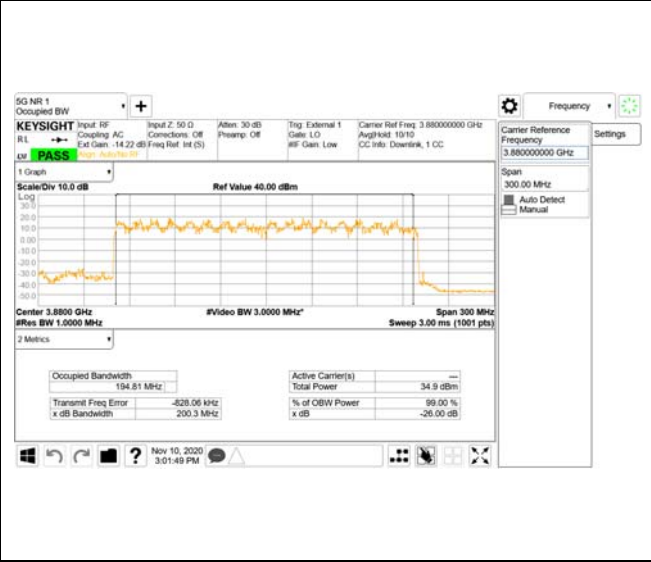 5G NR 1
Occupied BW
Frequency
KEYSIGHT
Input: RF
Input Z: 50 Ω
Atten: 30 dB
Trig: External 1
Carrier Ref Freq: 3.880000000 GHz
RL
Coupling: AC
Corrections: Off
Preamp: Off
Gate: LO
Avg|Hold: 10/10
Ext Gain: -14.22 dB
Freq Ref: Int (S)
#IF Gain: Low
CC Info: Downlink, 1 CC
PASS
Align: Auto/No RF
Carrier Reference
Frequency
3.880000000 GHz
Settings
Span
300.00 MHz
Auto Detect
Manual
1 Graph
Scale/Div 10.0 dB
Ref Value 40.00 dBm
Log
30.0
20.0
10.0
0.00
-10.0
-20.0
-30.0
-40.0
-50.0
Center 3.8800 GHz
#Video BW 3.0000 MHz*
Span 300 MHz
#Res BW 1.0000 MHz
Sweep 3.00 ms (1001 pts)
2 Metrics
Occupied Bandwidth
194.81 MHz
Transmit Freq Error -828.06 kHz
x dB Bandwidth 200.3 MHz
Active Carrier(s) —
Total Power 34.9 dBm
% of OBW Power 99.00 %
x dB -26.00 dB
?
Nov 10, 2020
3:01:49 PM